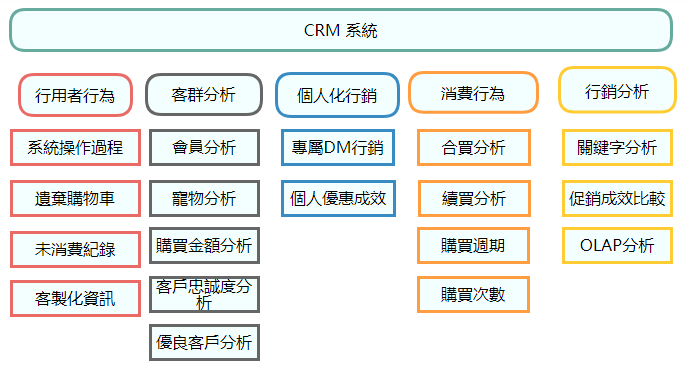 CRM 系統
行用者行為
客群分析
個人化行銷
消費行為
行銷分析
系統操作過程
會員分析
專屬DM行銷
合買分析
關鍵字分析
遺棄購物車
寵物分析
個人優惠成效
續買分析
促銷成效比較
未消費紀錄
購買金額分析
購買週期
OLAP分析
客製化資訊
客戶忠誠度分
析
購買次數
優良客戶分析